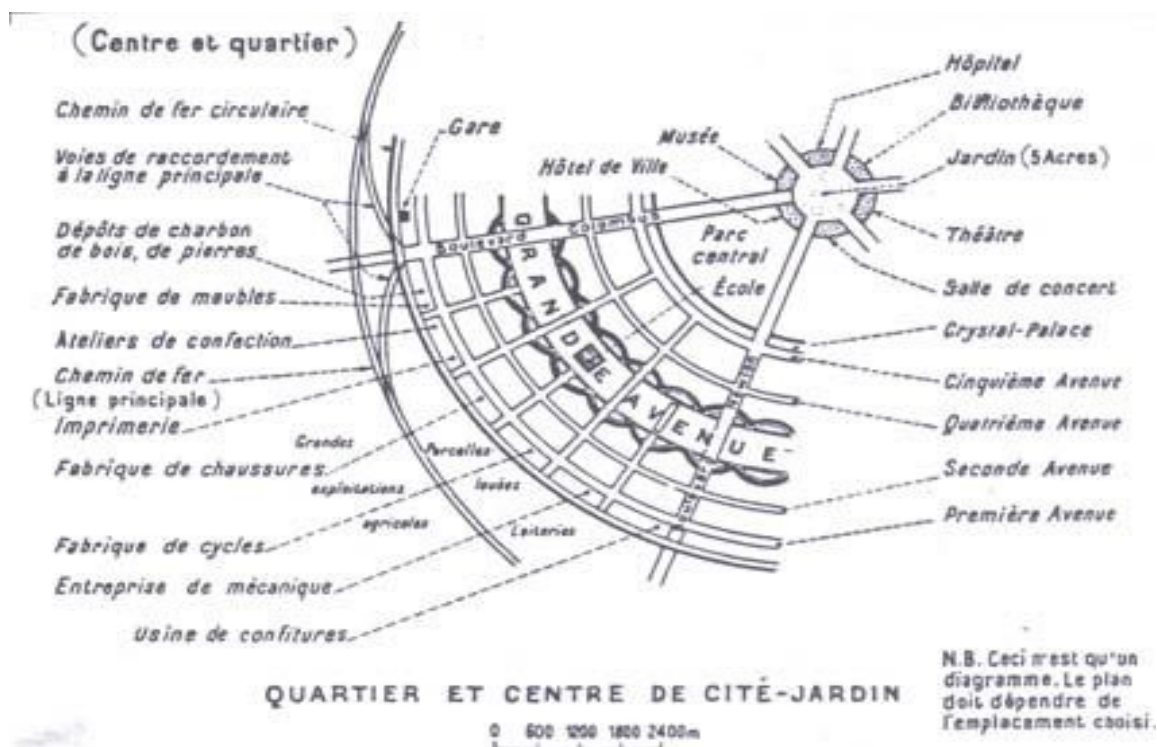 (Centre et quartier)
Chemin de fer circulaire
Voies de raccordement
à la ligne principale
Dépôts de charbon
de bois, de pierres
Fabrique de meubles
Ateliers de confection
Chemin de fer
(Ligne principale)
Imprimerie
Fabrique de chaussures
Fabrique de cycles
Entreprise de mécanique
Usine de confitures
Gare
Musée
Hôtel de Ville
Boulevard Columbus
Parc
central
École
GRANDE AVENUE
Grandes
exploitations
agricoles
Parcelles
louées
Laiteries
Hôpital
Bibliothèque
Jardin (5 Acres)
Théâtre
Salle de concert
Crystal-Palace
Cinquième Avenue
Quatrième Avenue
Seconde Avenue
Première Avenue
QUARTIER ET CENTRE DE CITÉ-JARDIN
0 600 1200 1800 2400m
N.B. Ceci n'est qu'un
diagramme. Le plan
doit dépendre de
l'emplacement choisi.